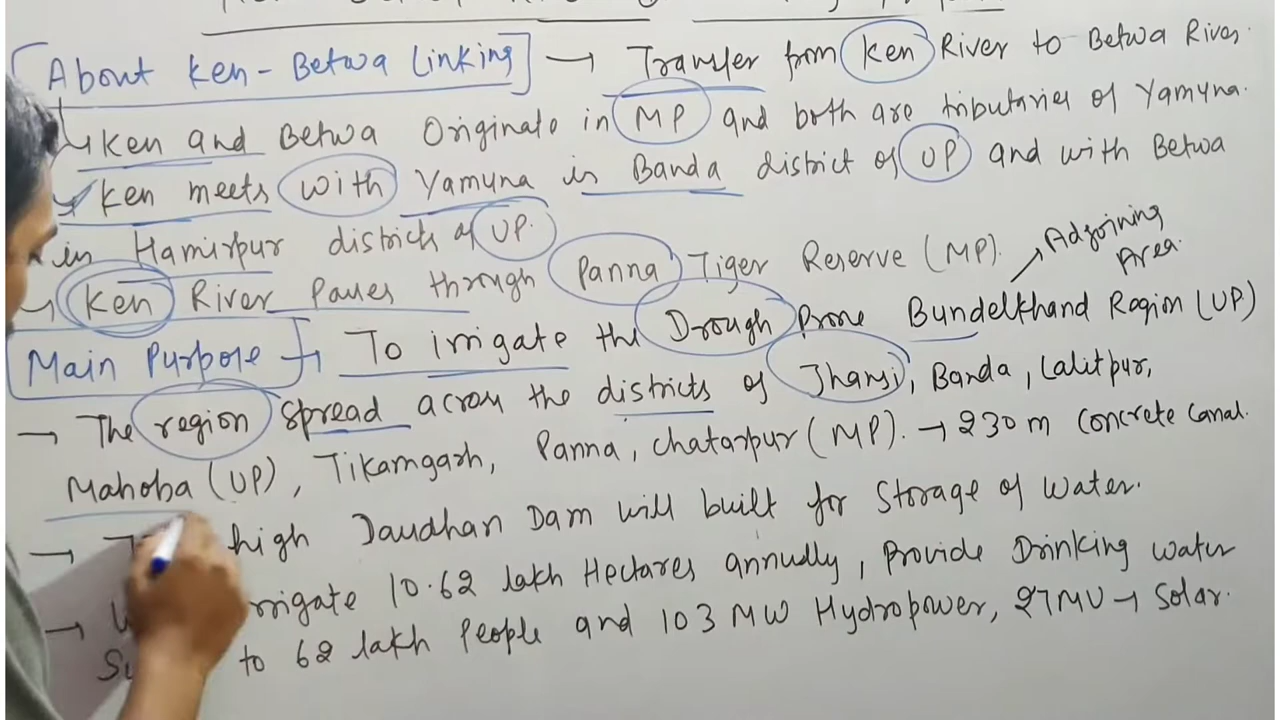 About Ken-Betwa Linking → Transfer from Ken River to Betwa River.
Ken and Betwa Originate in MP and both are tributaries of Yamuna.
Ken meets with Yamuna in Banda district of UP and with Betwa
in Hamirpur district of UP.
Ken River Passes through Panna Tiger Reserve (MP). → Adjoining
Area.
Main Purpose → To irrigate the Drough Prone Bundelkhand Region (UP)
→ The region spread across the districts of Jhansi, Banda, Lalitpur,
Mahoba (UP), Tikamgarh, Panna, Chatarpur (MP). → 230 m Concrete Canal.
→ high Daudhan Dam will built for Storage of Water.
→ 10.62 lakh Hectares annually, Provide Drinking water
to 62 lakh People and 103 MW Hydropower, 27 MU → Solar.